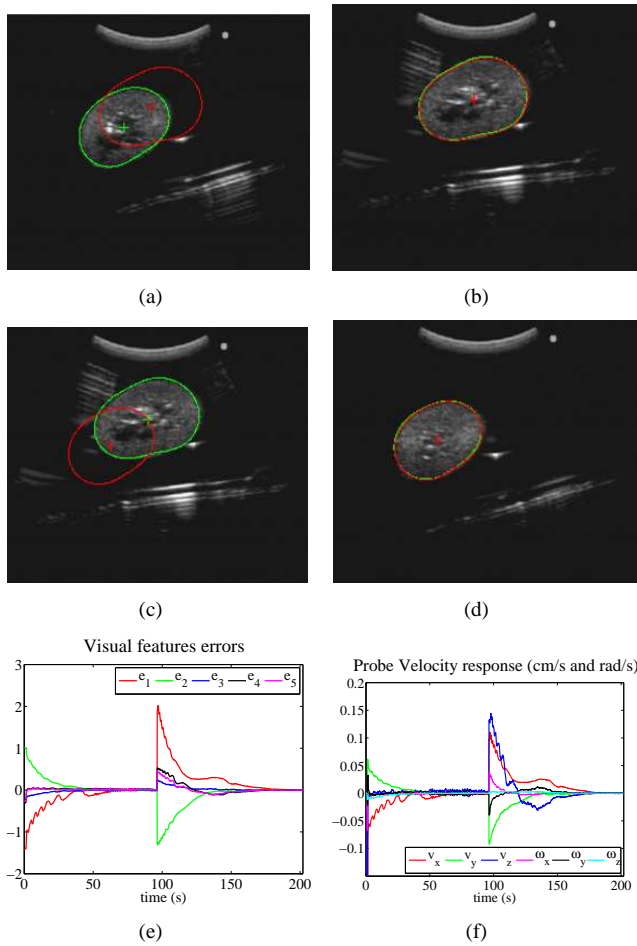 (a)
(b)
(c)
(d)
Visual features errors
3
2
1
0
−1
−2
e1 e2 e3 e4 e5
0 50 100 150 200
time (s)
(e)
Probe Velocity response (cm/s and rad/s)
0.2
0.15
0.1
0.05
0
−0.05
−0.1
vx vy vz ωx ωy ωz
0 50 100 150 200
time (s)
(f)